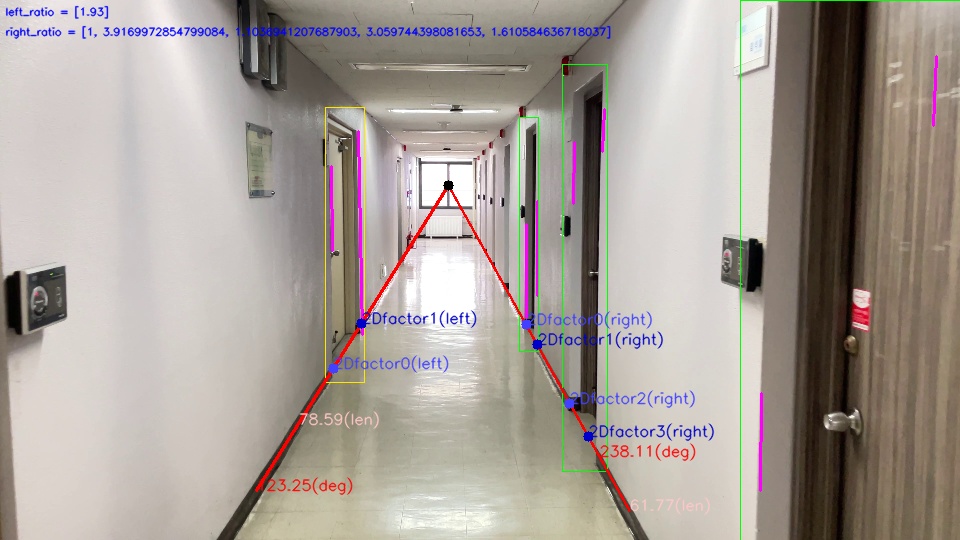 left_ratio = [1.93]
right_ratio = [1, 3.9169972854799084, 1.1036941207687903, 3.059744398081653, 1.610584636718037]
2Dfactor1(left)
2Dfactor0(right)
2Dfactor1(right)
2Dfactor0(left)
2Dfactor2(right)
78.59(len)
2Dfactor3(right)
238.11(deg)
23.25(deg)
61.77(len)